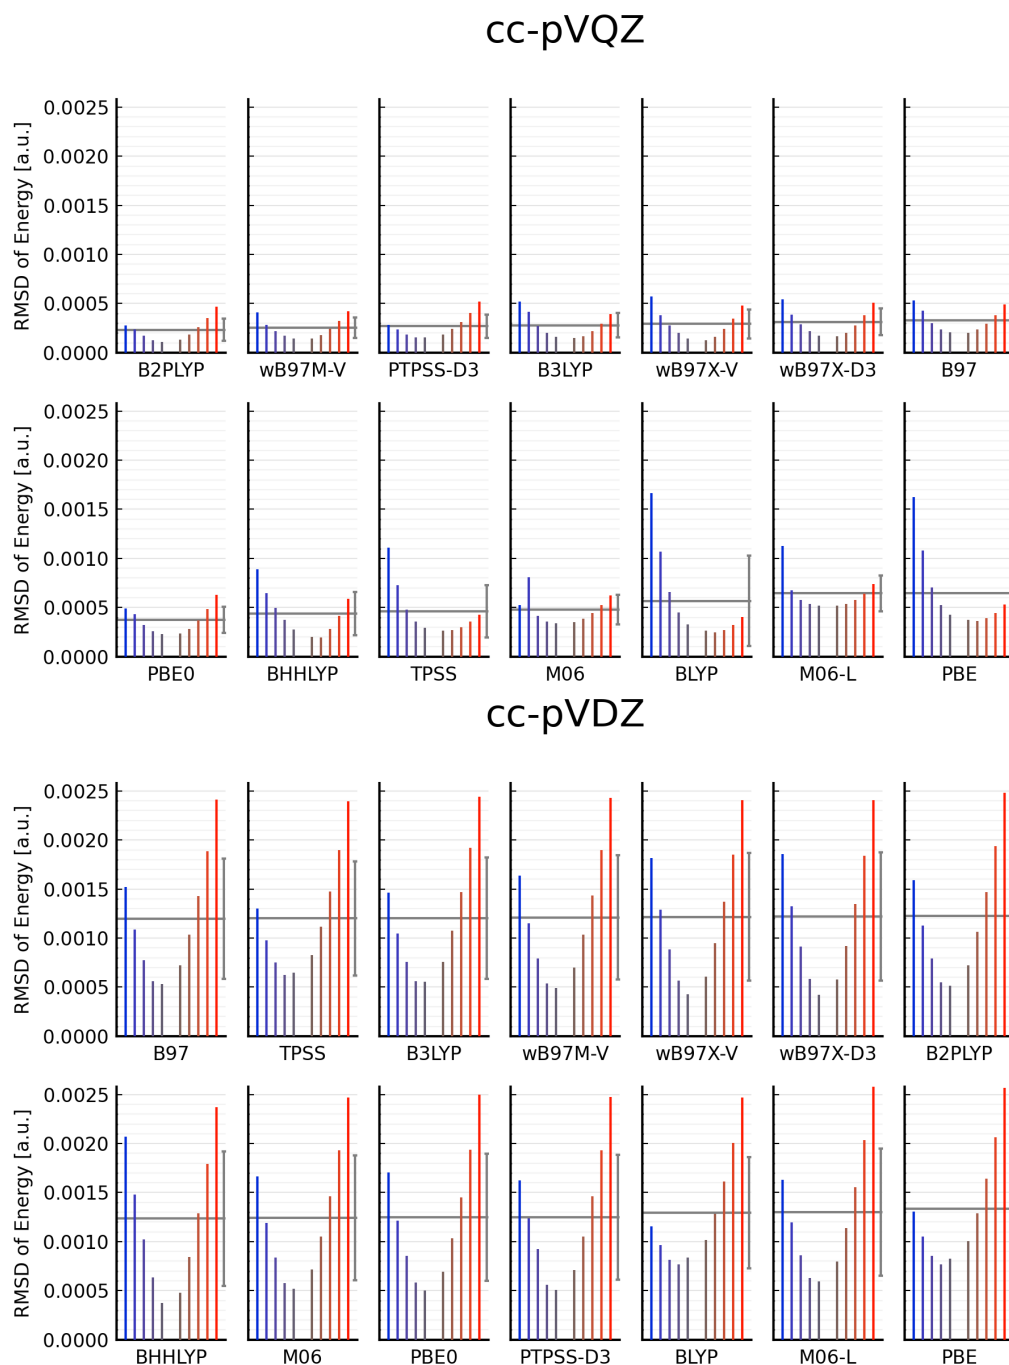 cc-pVQZ
RMSD of Energy [a.u.]
0.0025
0.0020
0.0015
0.0010
0.0005
0.0000
B2PLYP wB97M-V PTPSS-D3 B3LYP wB97X-V wB97X-D3 B97
RMSD of Energy [a.u.]
0.0025
0.0020
0.0015
0.0010
0.0005
0.0000
PBE0 BHHLYP TPSS M06 BLYP M06-L PBE
cc-pVDZ
RMSD of Energy [a.u.]
0.0025
0.0020
0.0015
0.0010
0.0005
0.0000
B97 TPSS B3LYP wB97M-V wB97X-V wB97X-D3 B2PLYP
RMSD of Energy [a.u.]
0.0025
0.0020
0.0015
0.0010
0.0005
0.0000
BHHLYP M06 PBE0 PTPSS-D3 BLYP M06-L PBE